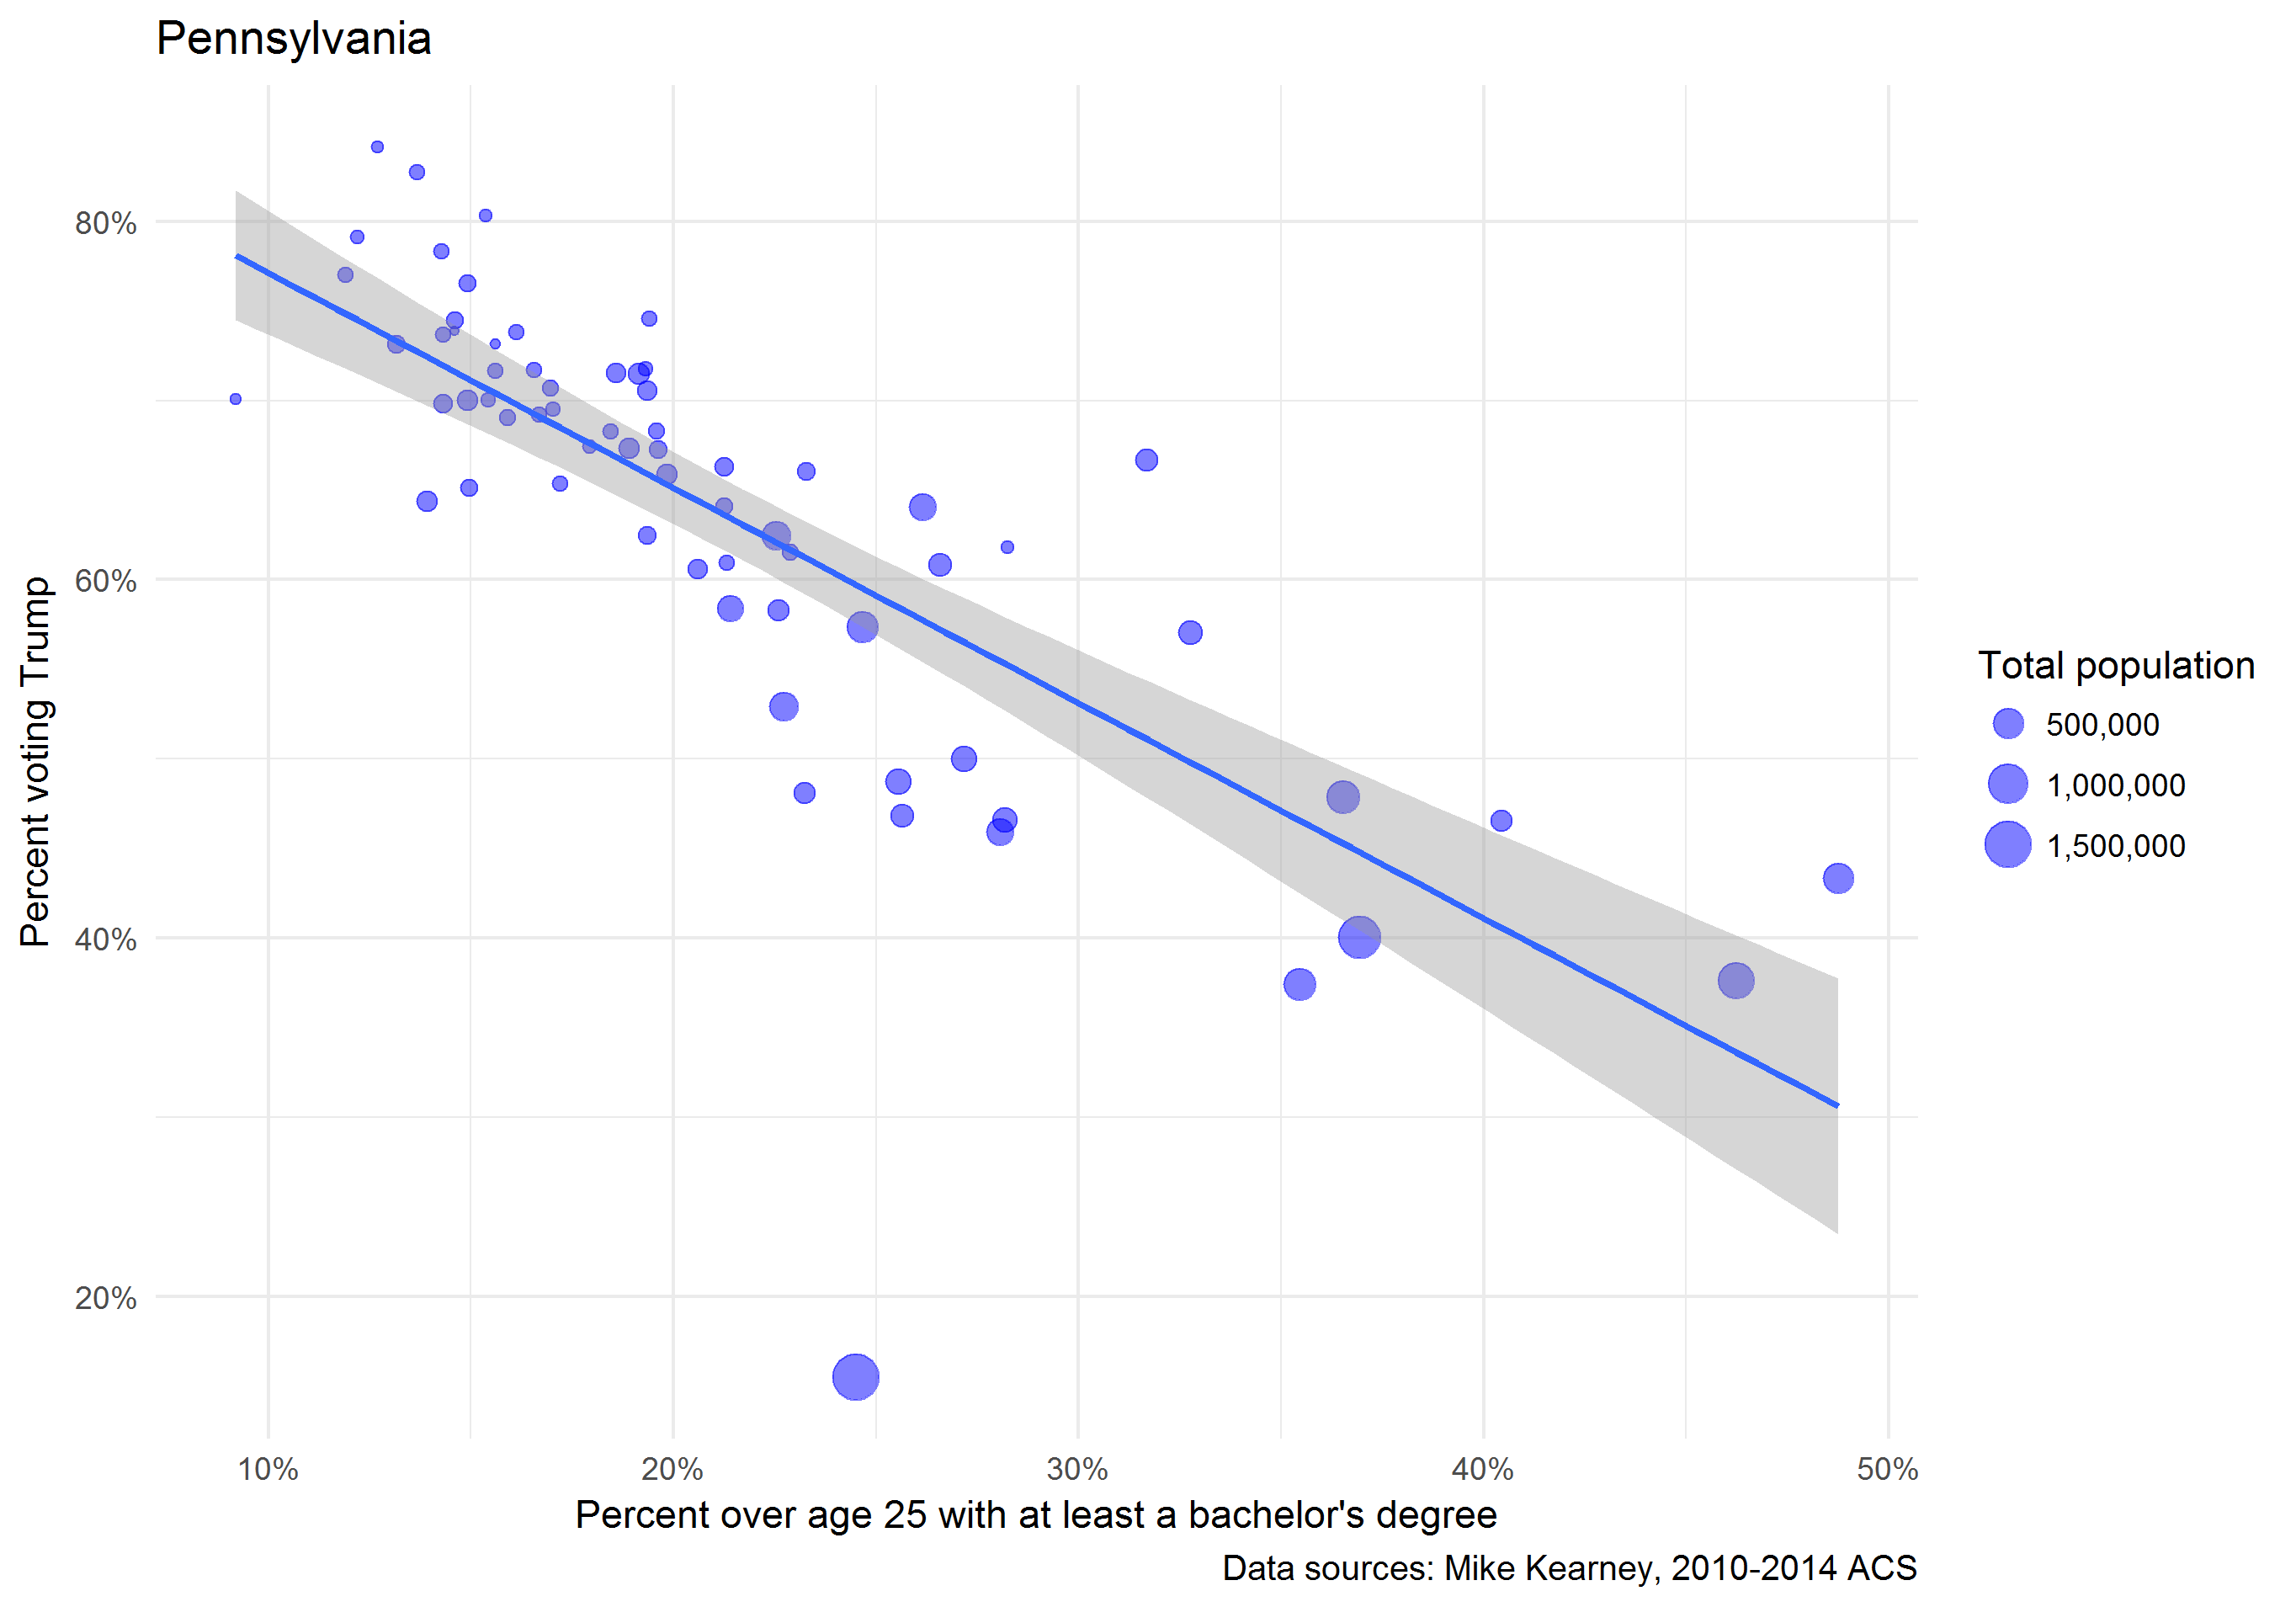 Pennsylvania
80%
60%
40%
20%
Percent voting Trump
10%
20%
30%
40%
50%
Percent over age 25 with at least a bachelor's degree
Total population
500,000
1,000,000
1,500,000
Data sources: Mike Kearney, 2010-2014 ACS